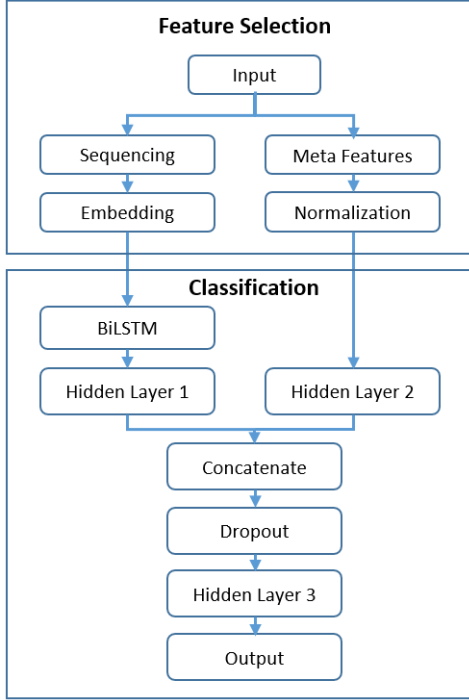 Feature Selection
Input
Sequencing
Meta Features
Embedding
Normalization
Classification
BiLSTM
Hidden Layer 1
Hidden Layer 2
Concatenate
Dropout
Hidden Layer 3
Output